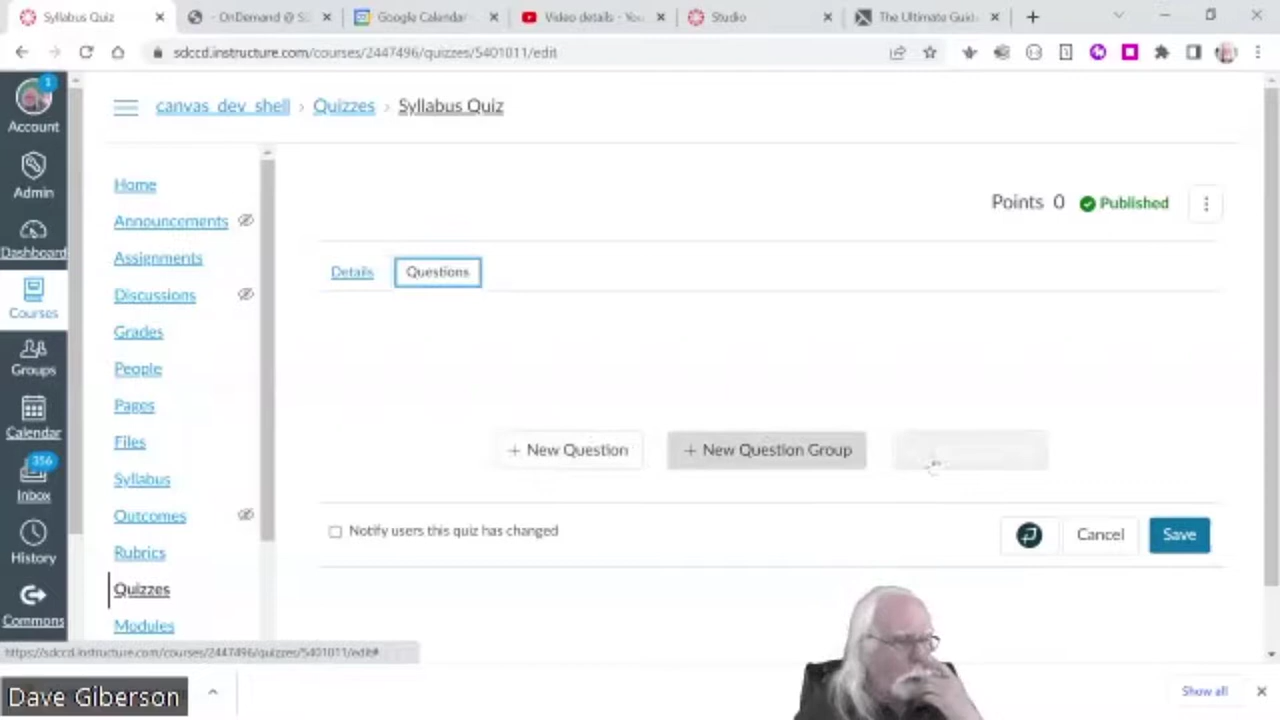 Syllabus Quiz
- OnDemand @ S
Google Calendar
Video details - You
Studio
The Ultimate Guid
sdccd.instructure.com/courses/2447496/quizzes/5401011/edit
1
Account
Admin
Dashboard
Courses
Groups
Calendar
356
Inbox
History
Commons
canvas_dev_shell › Quizzes › Syllabus Quiz
Home
Announcements
Assignments
Discussions
Grades
People
Pages
Files
Syllabus
Outcomes
Rubrics
Quizzes
Modules
Points 0 Published
Details Questions
+ New Question + New Question Group
Notify users this quiz has changed
Cancel Save
https://sdccd.instructure.com/courses/2447496/quizzes/5401011/edit#
Dave Giberson
Show all